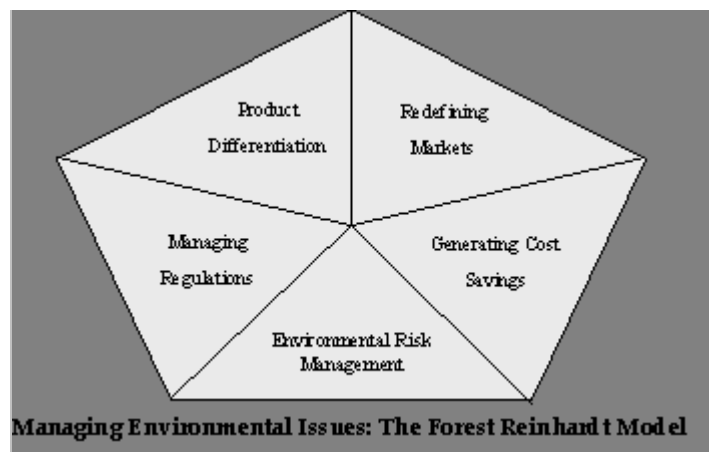 Product
Differentiation
Redefining
Markets
Managing
Regulations
Generating Cost
Savings
Environmental Risk
Management
Managing Environmental Issues: The Forest Reinhardt Model